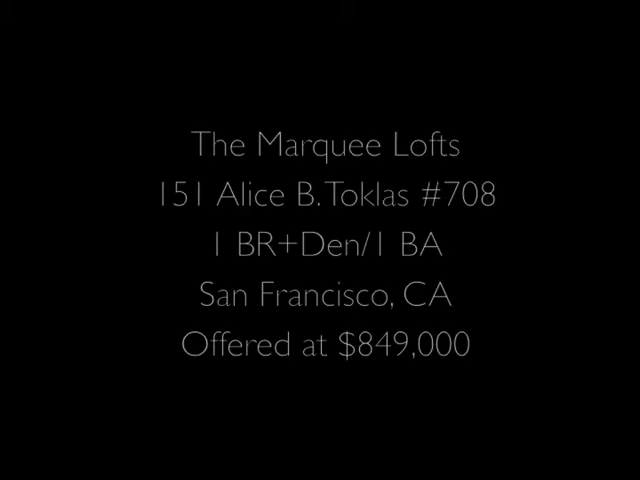 The Marquee Lofts
151 Alice B. Toklas #708
1 BR+Den/1 BA
San Francisco, CA
Offered at $849,000